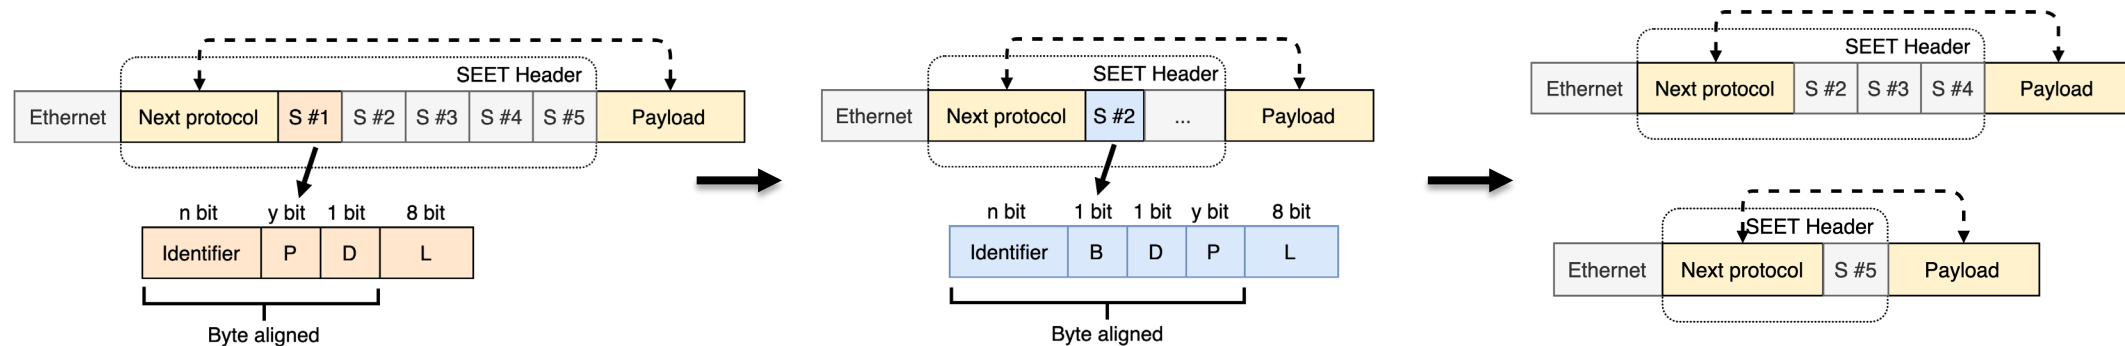 SEET Header
Ethernet Next protocol S #1 S #2 S #3 S #4 S #5 Payload
n bit y bit 1 bit 8 bit
Identifier P D L
Byte aligned
SEET Header
Ethernet Next protocol S #2 ... Payload
n bit 1 bit 1 bit y bit 8 bit
Identifier B D P L
Byte aligned
SEET Header
Ethernet Next protocol S #2 S #3 S #4 Payload
SEET Header
Ethernet Next protocol S #5 Payload